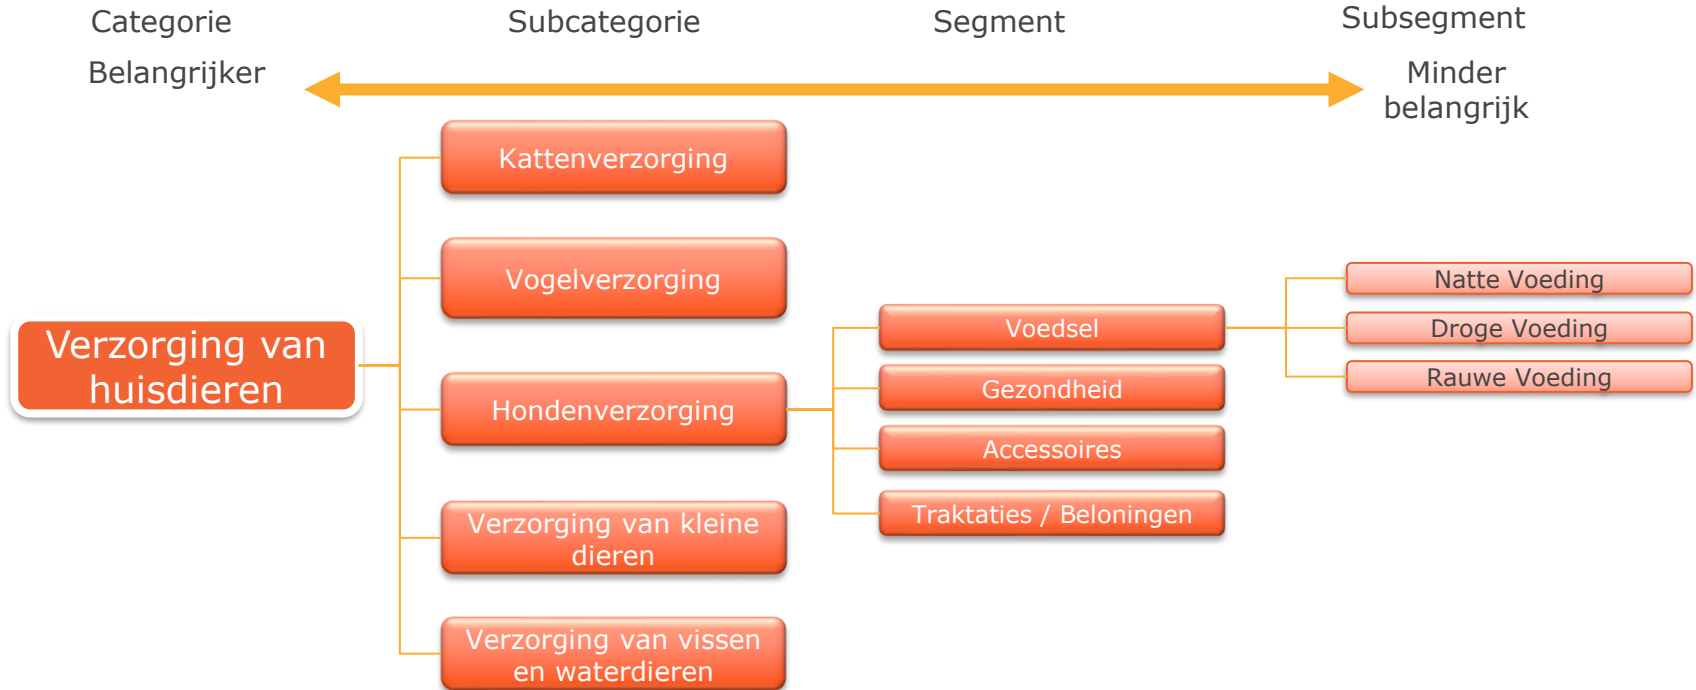 Categorie
Subcategorie
Segment
Subsegment
Belangrijker
Minder
belangrijk
Verzorging van
huisdieren
Kattenverzorging
Vogelverzorging
Hondenverzorging
Verzorging van kleine
dieren
Verzorging van vissen
en waterdieren
Voedsel
Gezondheid
Accessoires
Traktaties / Beloningen
Natte Voeding
Droge Voeding
Rauwe Voeding